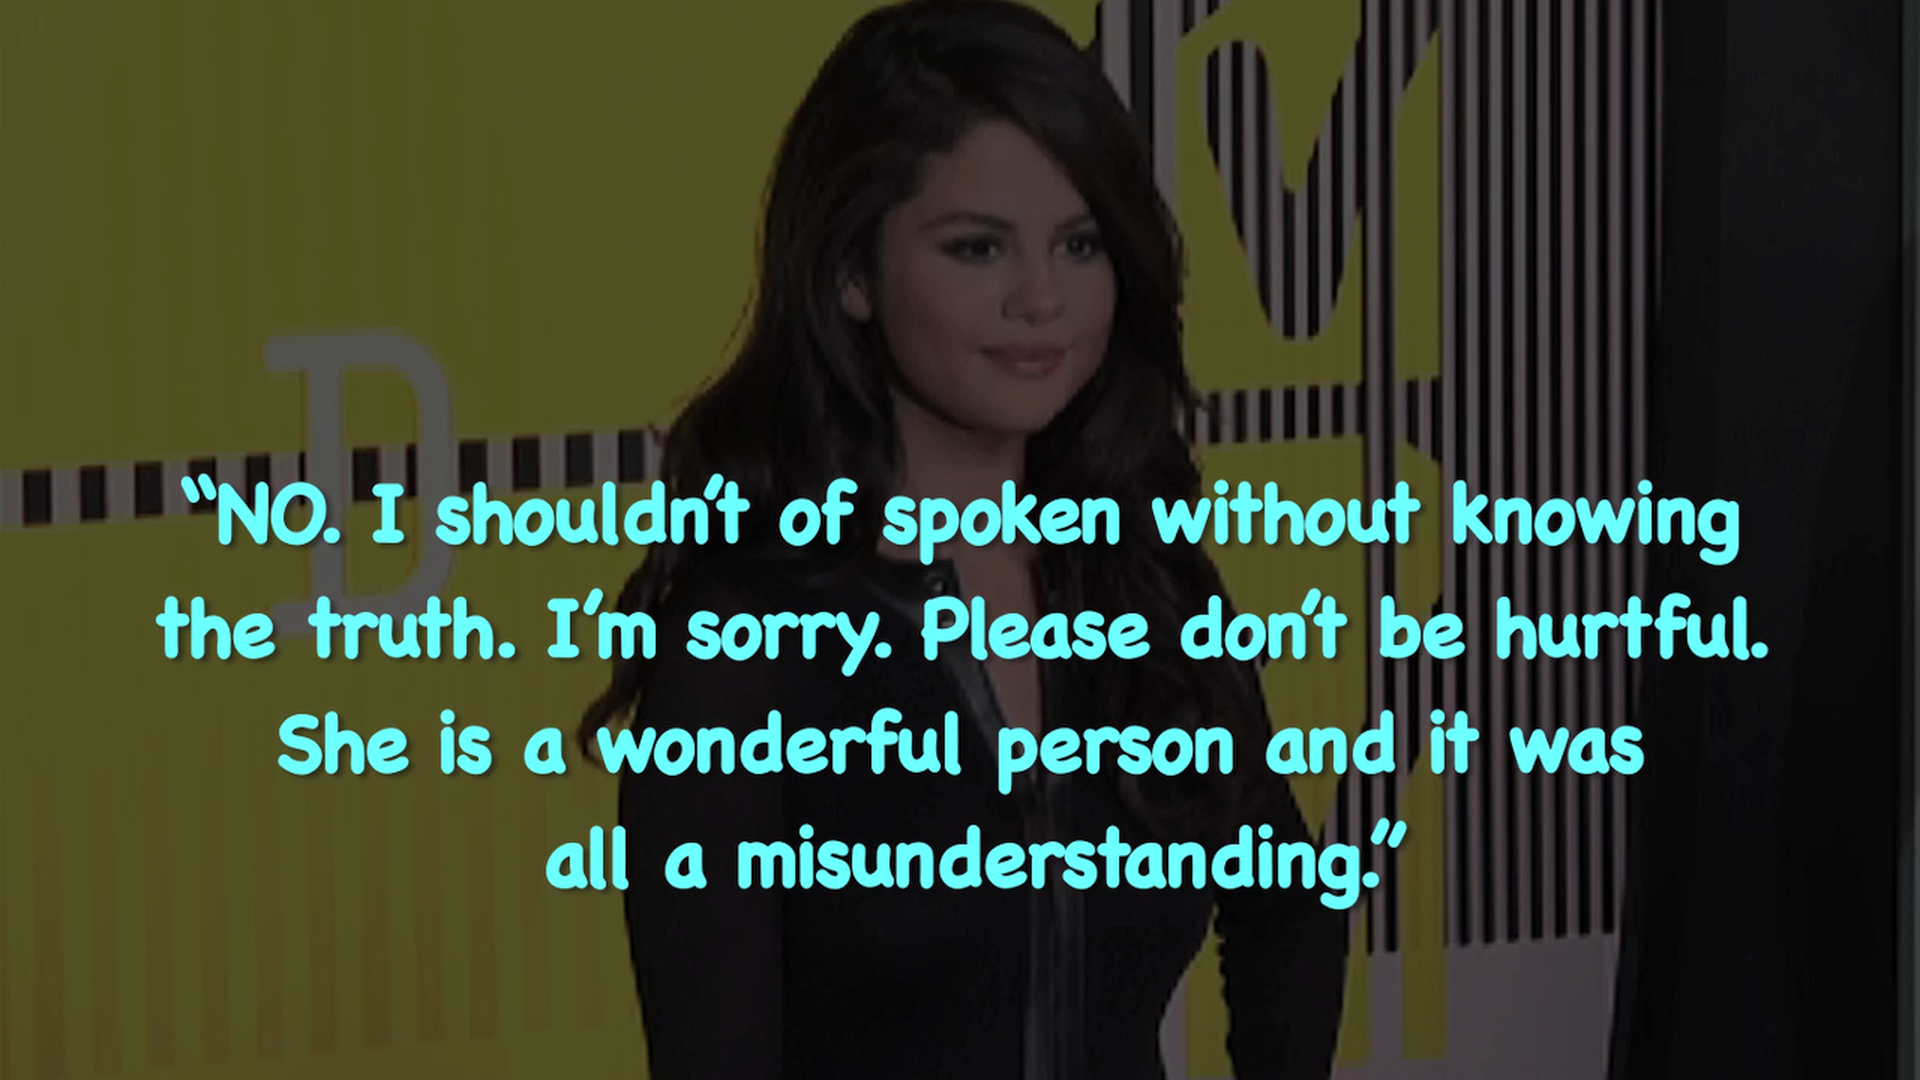 D
“NO. I shouldn't of spoken without knowing
the truth. I'm sorry. Please don't be hurtful.
She is a wonderful person and it was
all a misunderstanding.”